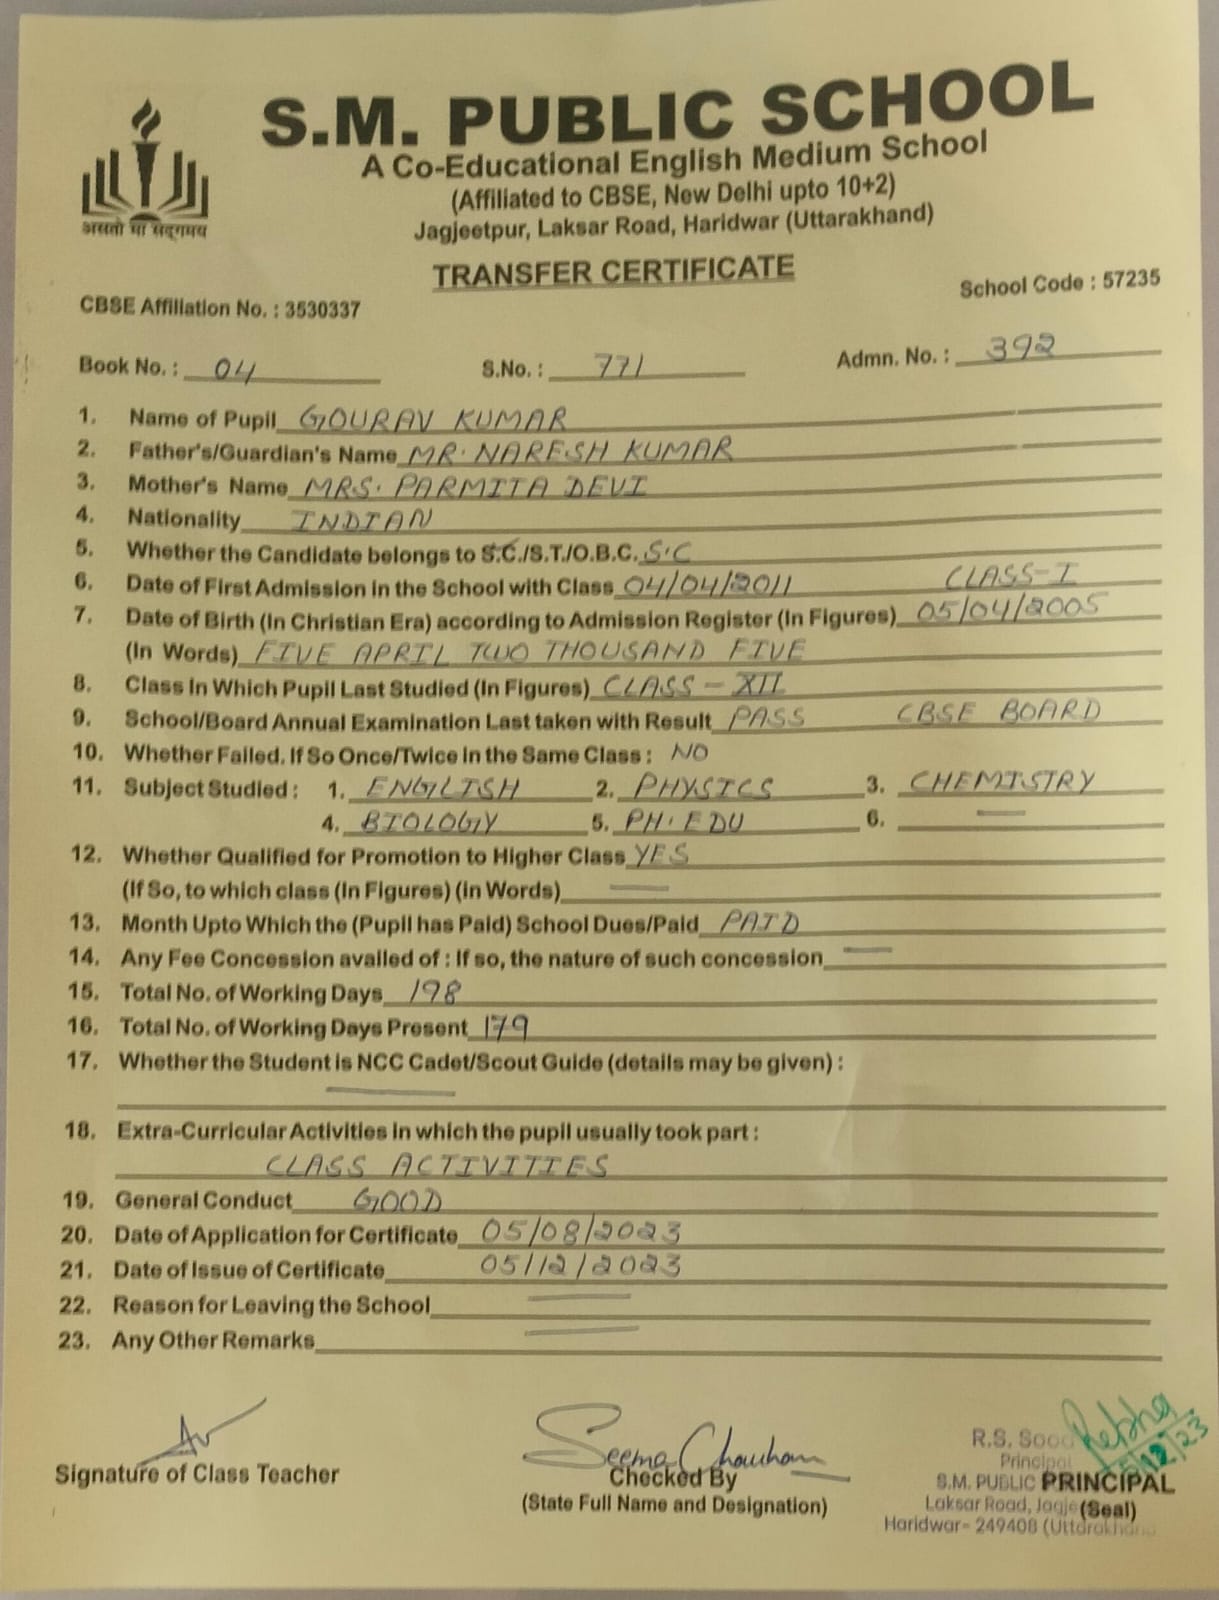 S.M. PUBLIC SCHOOL
A Co-Educational English Medium School
(Affiliated to CBSE, New Delhi upto 10+2)
Jagjeetpur, Laksar Road, Haridwar (Uttarakhand)
असतो मा सद्गमय
TRANSFER CERTIFICATE
CBSE Affiliation No. : 3530337 School Code : 57235
Book No. : 04 S.No. : 771 Admn. No. : 392
1. Name of Pupil GOURAV KUMAR
2. Father's/Guardian's Name MR. NARESH KUMAR
3. Mother's Name MRS. PARMITA DEVI
4. Nationality INDIAN
5. Whether the Candidate belongs to S.C./S.T./O.B.C. S.C
6. Date of First Admission in the School with Class 04/04/2011 CLASS-I
7. Date of Birth (In Christian Era) according to Admission Register (In Figures) 05/04/2005
(In Words) FIVE APRIL TWO THOUSAND FIVE
8. Class In Which Pupil Last Studied (In Figures) CLASS - XII
9. School/Board Annual Examination Last taken with Result PASS CBSE BOARD
10. Whether Failed. If So Once/Twice in the Same Class : NO
11. Subject Studied : 1. ENGLISH 2. PHYSICS 3. CHEMISTRY
4. BIOLOGY 5. PH. EDU 6. —
12. Whether Qualified for Promotion to Higher Class YES
(If So, to which class (In Figures) (in Words) —
13. Month Upto Which the (Pupil has Paid) School Dues/Paid PAID
14. Any Fee Concession availed of : If so, the nature of such concession —
15. Total No. of Working Days 198
16. Total No. of Working Days Present 179
17. Whether the Student is NCC Cadet/Scout Guide (details may be given) :
—
18. Extra-Curricular Activities in which the pupil usually took part :
CLASS ACTIVITIES
19. General Conduct GOOD
20. Date of Application for Certificate 05/08/2023
21. Date of Issue of Certificate 05/12/2023
22. Reason for Leaving the School —
23. Any Other Remarks —
Seema Chauhan
Signature of Class Teacher
Checked By
(State Full Name and Designation)
R.S. Sood
5/12/23
Principal
S.M. PUBLIC PRINCIPAL
Laksar Road, (Seal)
Haridwar- 249408 (Uttarakhand